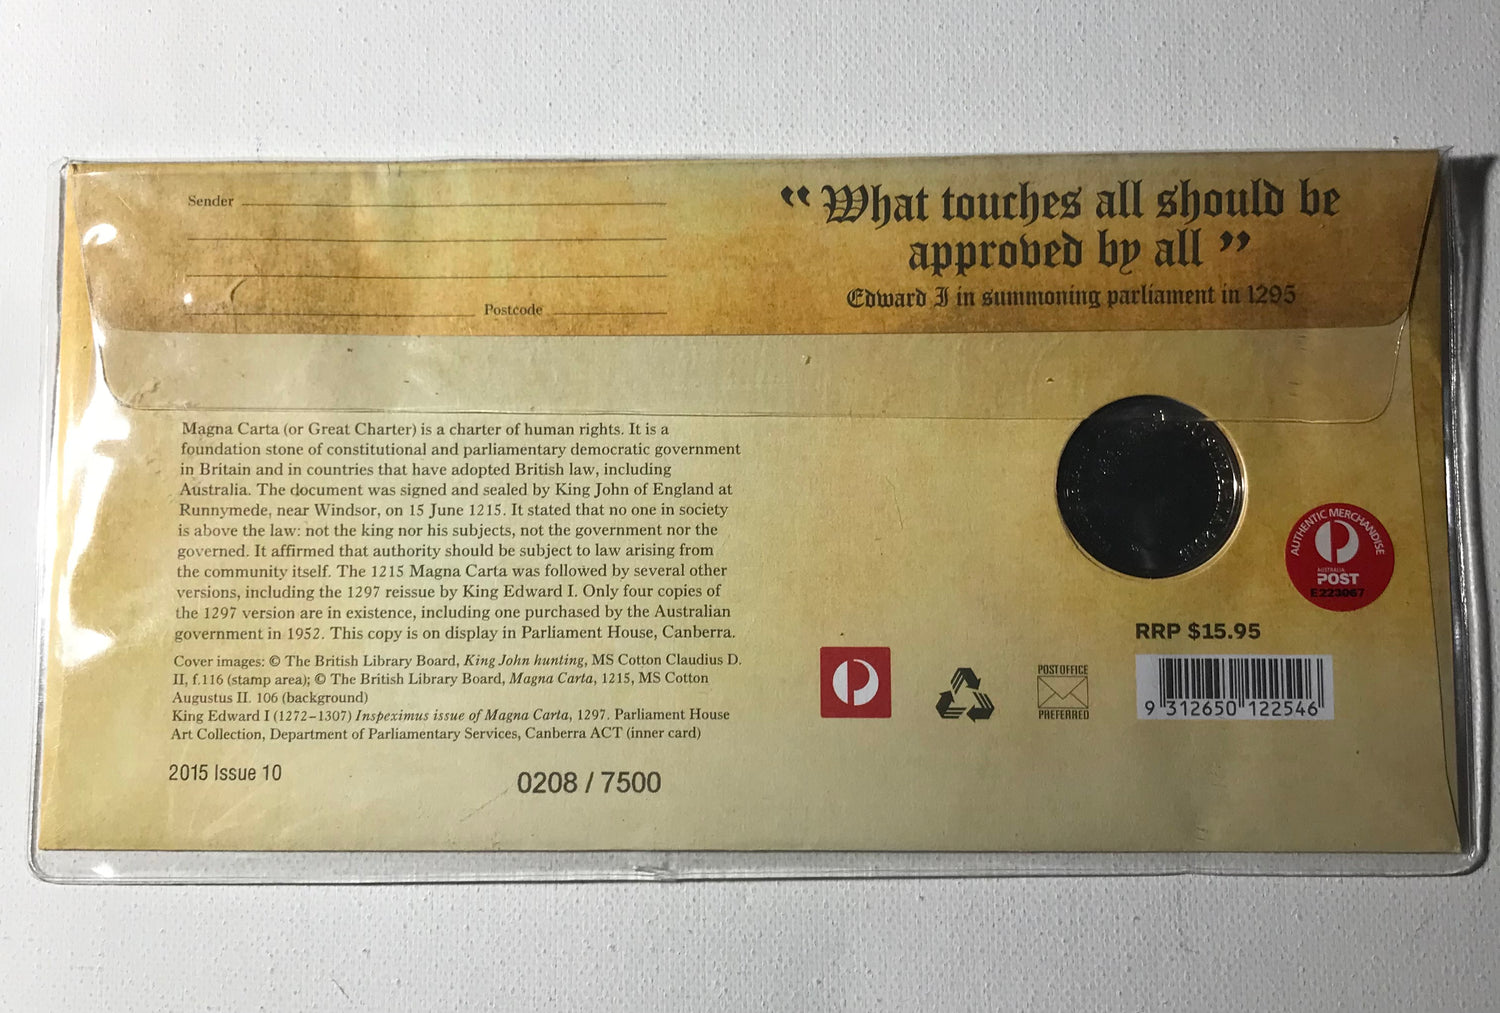 Sender
Postcode
“What touches all should be
approved by all”
Edward I in summoning parliament in 1295
Magna Carta (or Great Charter) is a charter of human rights. It is a
foundation stone of constitutional and parliamentary democratic government
in Britain and in countries that have adopted British law, including
Australia. The document was signed and sealed by King John of England at
Runnymede, near Windsor, on 15 June 1215. It stated that no one in society
is above the law: not the king nor his subjects, not the government nor the
governed. It affirmed that authority should be subject to law arising from
the community itself. The 1215 Magna Carta was followed by several other
versions, including the 1297 reissue by King Edward I. Only four copies of
the 1297 version are in existence, including one purchased by the Australian
government in 1952. This copy is on display in Parliament House, Canberra.
Cover images: © The British Library Board, King John hunting, MS Cotton Claudius D.
II, f.116 (stamp area); © The British Library Board, Magna Carta, 1215, MS Cotton
Augustus II. 106 (background)
King Edward I (1272–1307) Inspeximus issue of Magna Carta, 1297. Parliament House
Art Collection, Department of Parliamentary Services, Canberra ACT (inner card)
2015 Issue 10
0208 / 7500
AUTHENTIC MERCHANDISE
AUSTRALIA
POST
E223067
RRP $15.95
POST OFFICE
PREFERRED
9 312650 122546